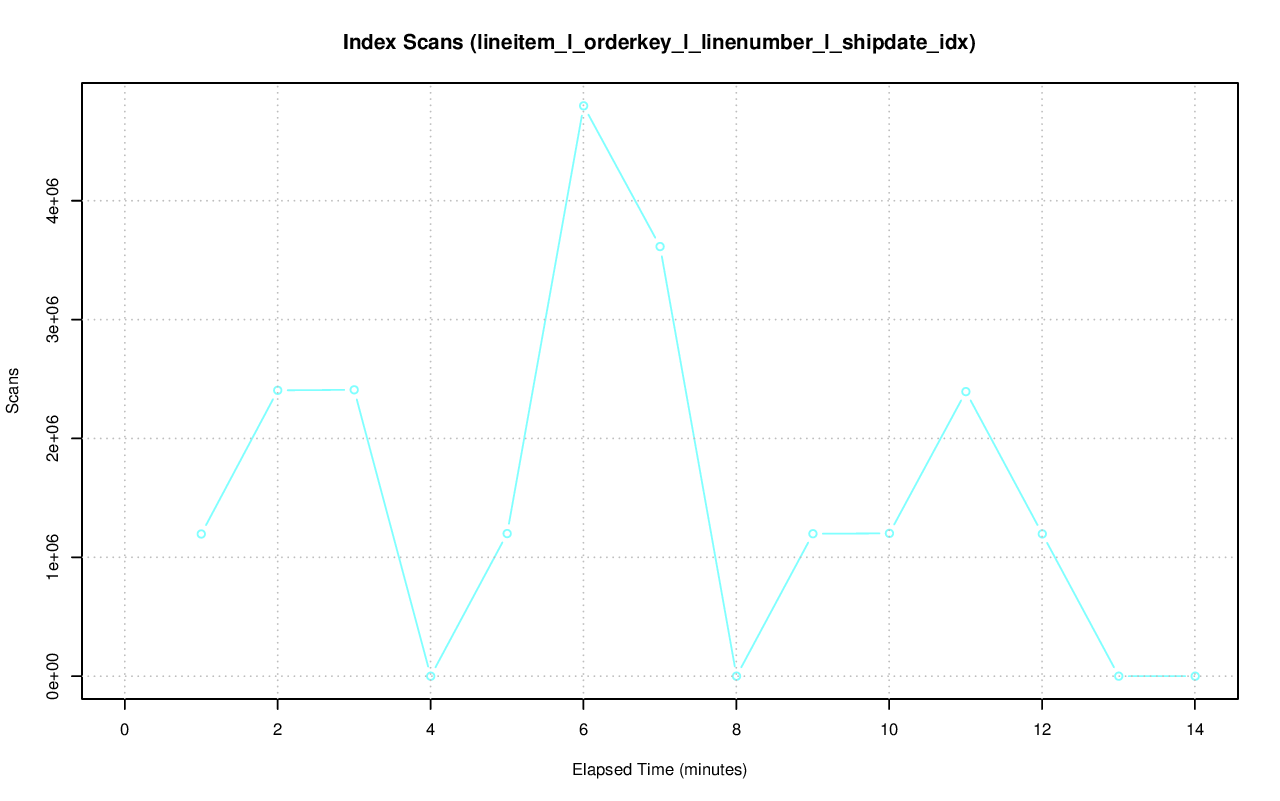 Index Scans (lineitem_l_orderkey_l_linenumber_l_shipdate_idx)
Scans
4e+06
3e+06
2e+06
1e+06
0e+00
0 2 4 6 8 10 12 14
Elapsed Time (minutes)